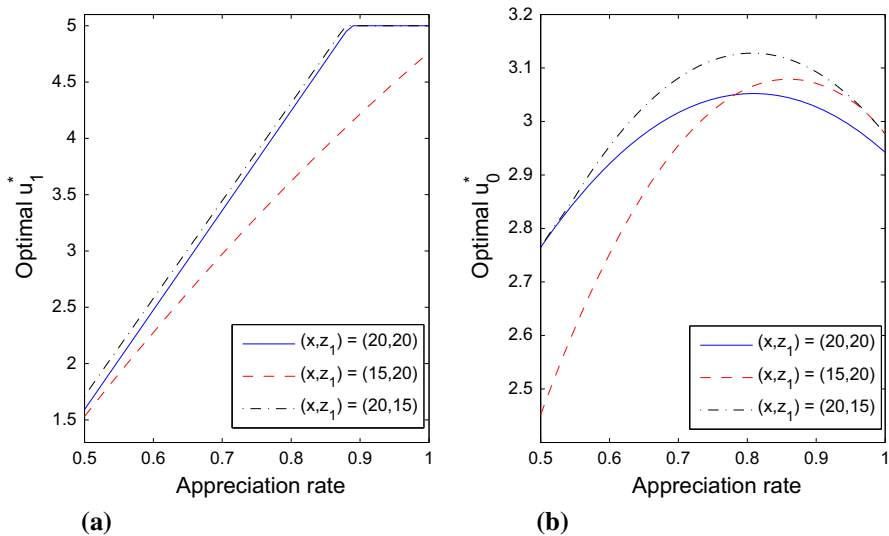 5
4.5
4
3.5
3
2.5
2
1.5
0.5
0.6
0.7
0.8
0.9
1
Optimal u₁*
Appreciation rate
(x,z₁) = (20,20)
(x,z₁) = (15,20)
(x,z₁) = (20,15)
(a)
3.2
3.1
3
2.9
2.8
2.7
2.6
2.5
0.5
0.6
0.7
0.8
0.9
1
Optimal u₀*
Appreciation rate
(x,z₁) = (20,20)
(x,z₁) = (15,20)
(x,z₁) = (20,15)
(b)